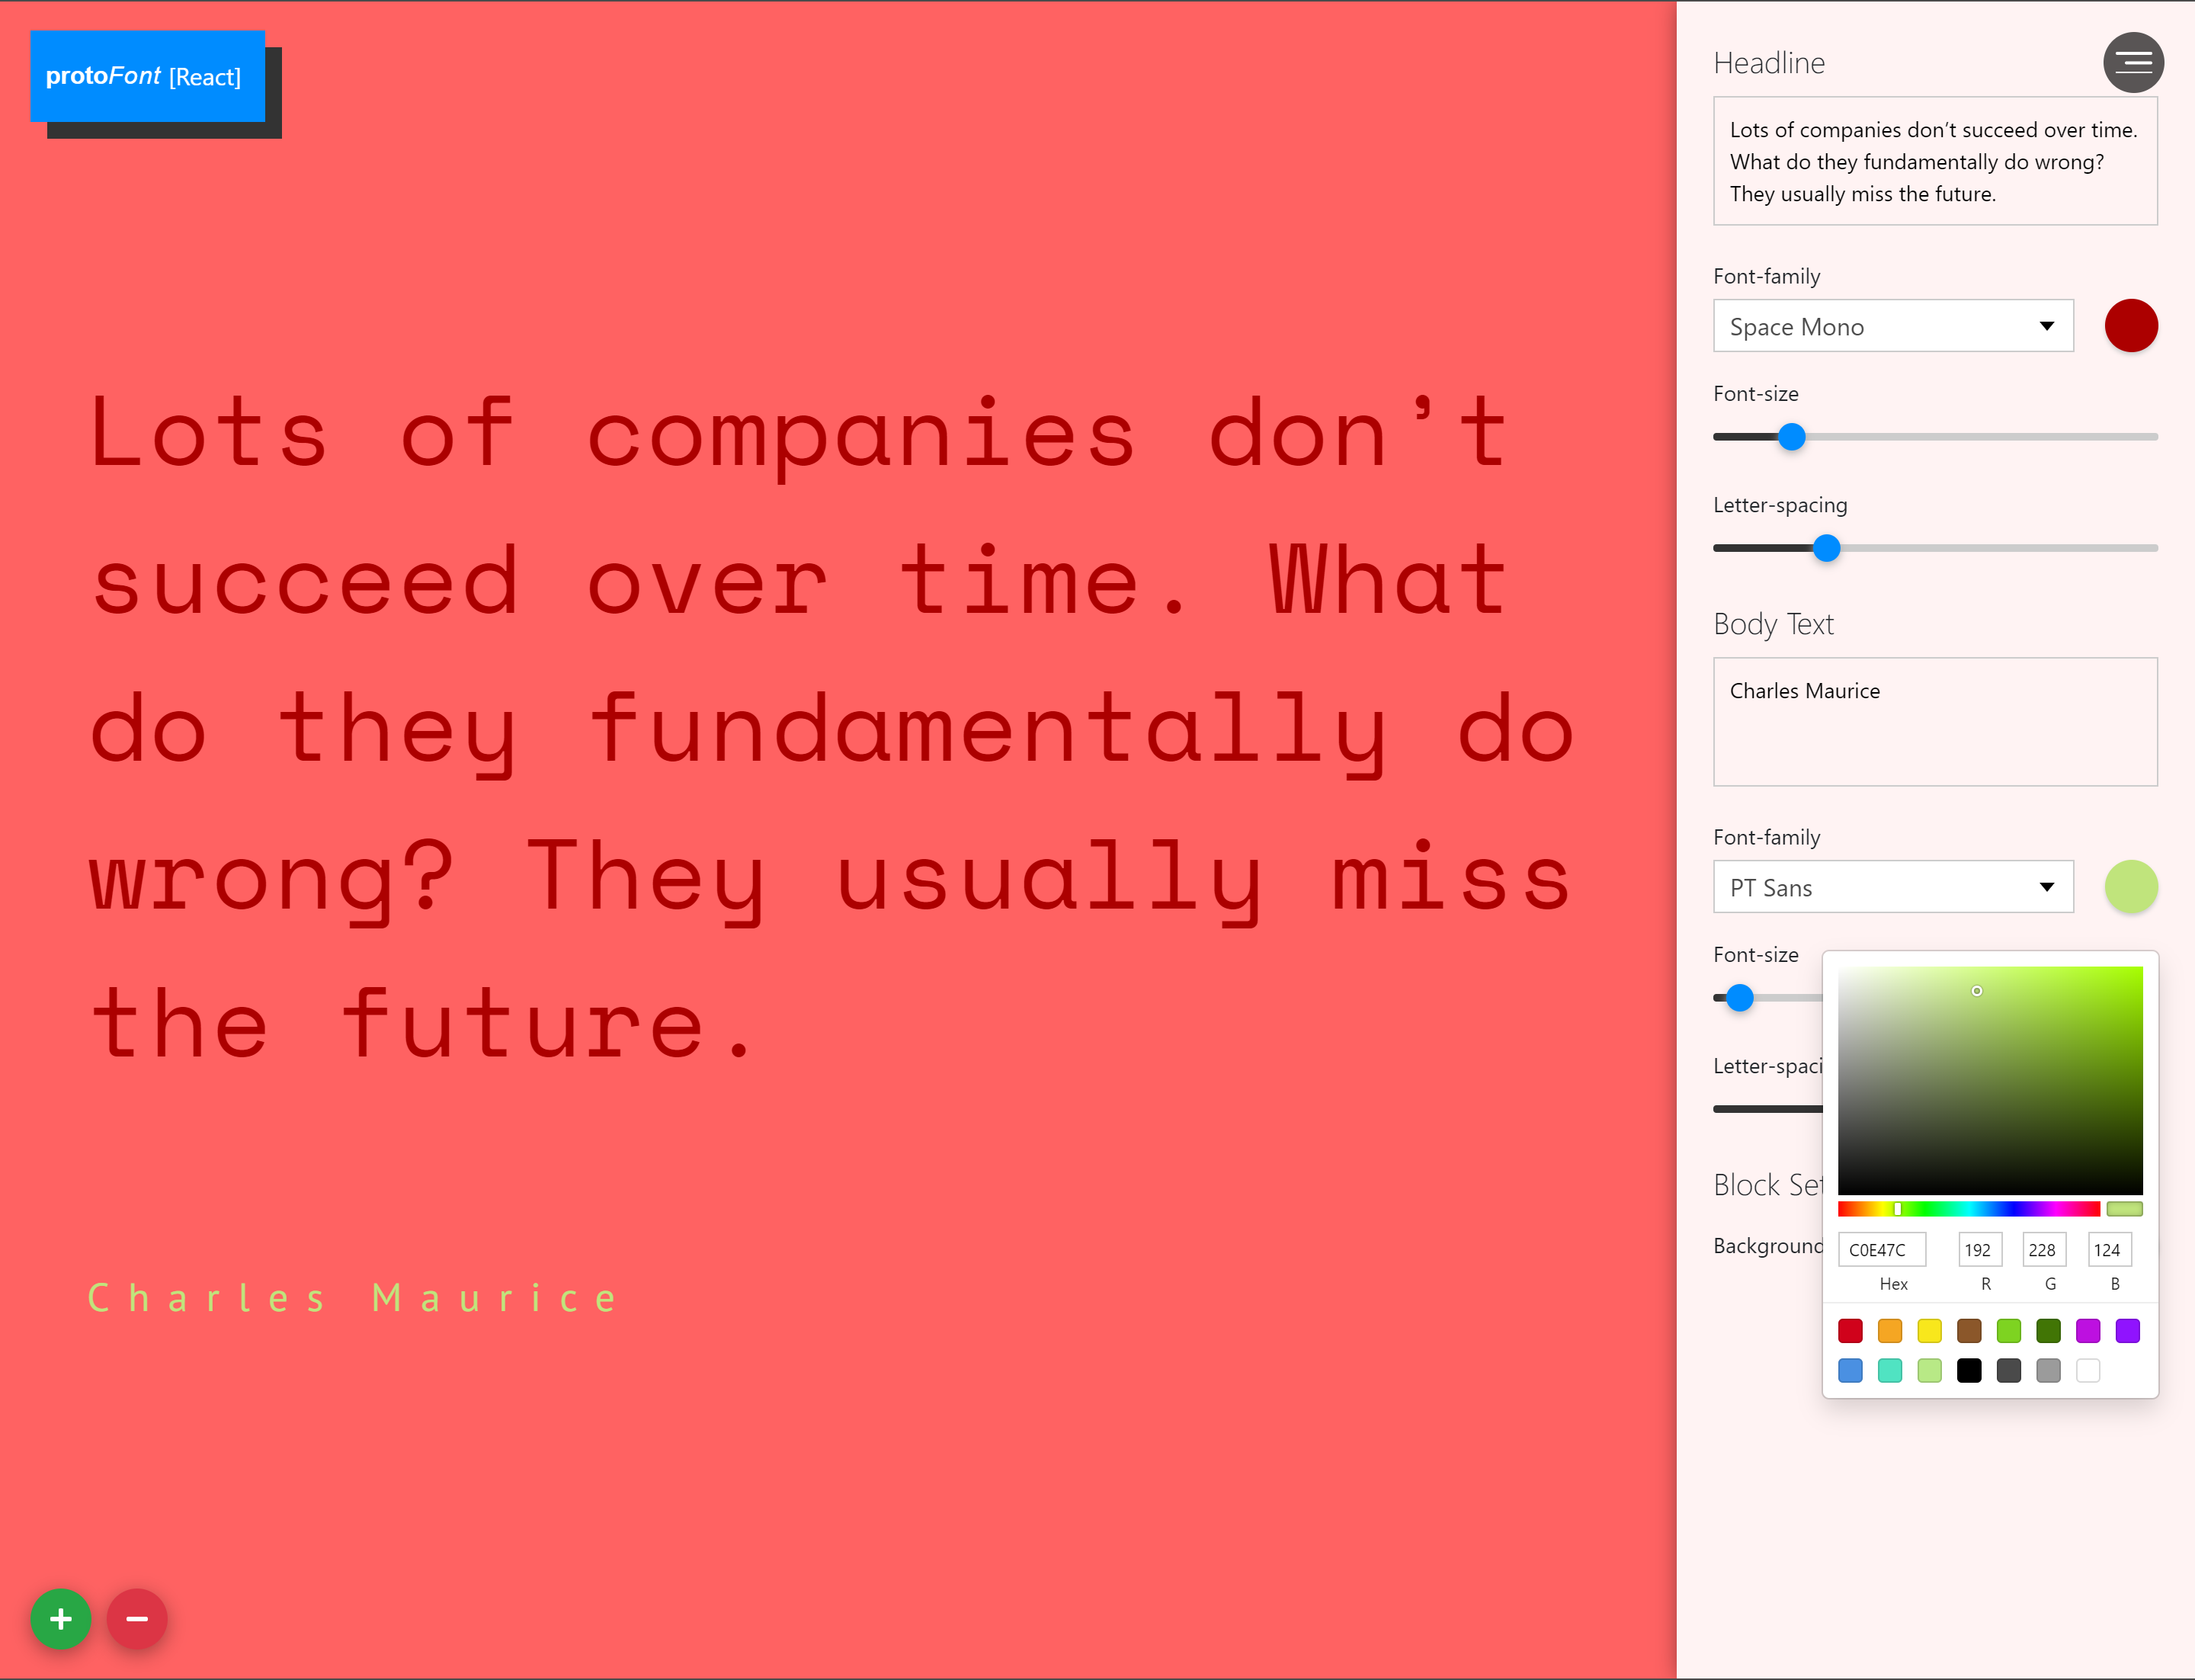 protoFont [React]
Lots of companies don’t
succeed over time. What
do they fundamentally do
wrong? They usually miss
the future.
Charles Maurice
Headline
Lots of companies don’t succeed over time.
What do they fundamentally do wrong?
They usually miss the future.
Font-family
Space Mono
Font-size
Letter-spacing
Body Text
Charles Maurice
Font-family
PT Sans
Font-size
Letter-spaci
Block Set
Background
C0E47C 192 228 124
Hex R G B